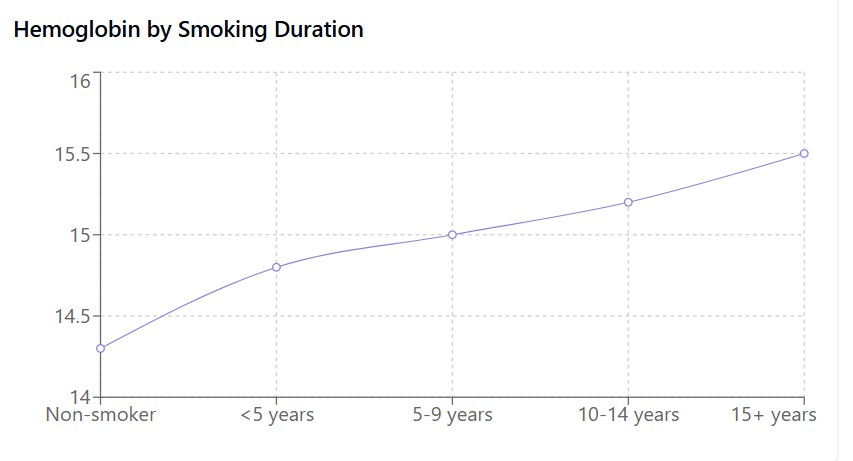 Hemoglobin by Smoking Duration
16
15.5
15
14.5
14
Non-smoker <5 years 5-9 years 10-14 years 15+ years